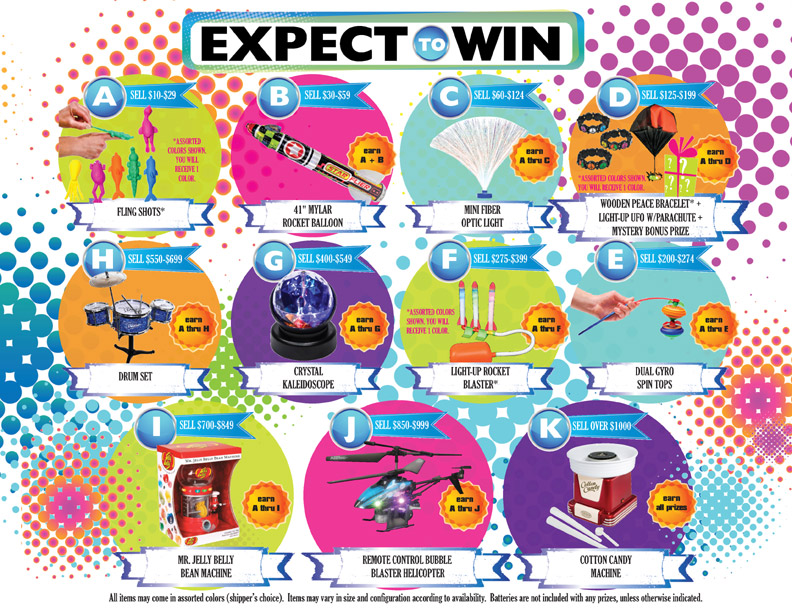 EXPECT TO WIN
A
SELL $10-$29
*ASSORTED
COLORS SHOWN,
YOU WILL
RECEIVE 1
COLOR.
FLING SHOTS*
B
SELL $30-$59
earn
A + B
41" MYLAR
ROCKET BALLOON
C
SELL $60-$124
earn
A thru C
MINI FIBER
OPTIC LIGHT
D
SELL $125-$199
earn
A thru D
*ASSORTED COLORS SHOWN,
YOU WILL RECEIVE 1 COLOR.
WOODEN PEACE BRACELET* +
LIGHT-UP UFO W/PARACHUTE +
MYSTERY BONUS PRIZE
H
SELL $550-$699
earn
A thru H
DRUM SET
G
SELL $400-$549
earn
A thru G
CRYSTAL
KALEIDOSCOPE
F
SELL $275-$399
*ASSORTED COLORS
SHOWN, YOU WILL
RECEIVE 1 COLOR.
earn
A thru F
LIGHT-UP ROCKET
BLASTER*
E
SELL $200-$274
earn
A thru E
DUAL GYRO
SPIN TOPS
I
SELL $700-$849
MR. JELLY BELLY BEAN MACHINE
earn
A thru I
MR. JELLY BELLY
BEAN MACHINE
J
SELL $850-$999
earn
A thru J
REMOTE CONTROL BUBBLE
BLASTER HELICOPTER
K
SELL OVER $1000
Cotton
Candy
earn
all prizes
COTTON CANDY
MACHINE
All items may come in assorted colors (shipper's choice). Items may vary in size and configuration according to availability. Batteries are not included with any prizes, unless otherwise indicated.